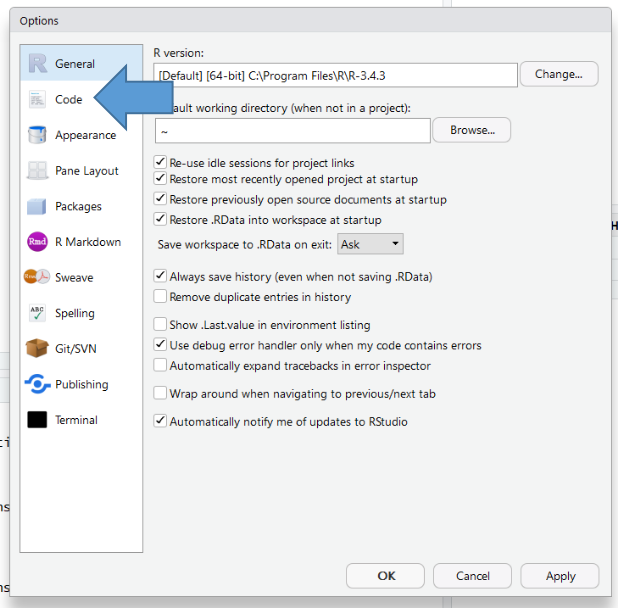 Options
General
Code
Appearance
Pane Layout
Packages
Rmd R Markdown
Sweave
ABC Spelling
Git/SVN
Publishing
Terminal
R version:
[Default] [64-bit] C:\Program Files\R\R-3.4.3
Change...
ault working directory (when not in a project):
~
Browse...
Re-use idle sessions for project links
Restore most recently opened project at startup
Restore previously open source documents at startup
Restore .RData into workspace at startup
Save workspace to .RData on exit: Ask
Always save history (even when not saving .RData)
Remove duplicate entries in history
Show .Last.value in environment listing
Use debug error handler only when my code contains errors
Automatically expand tracebacks in error inspector
Wrap around when navigating to previous/next tab
Automatically notify me of updates to RStudio
OK Cancel Apply